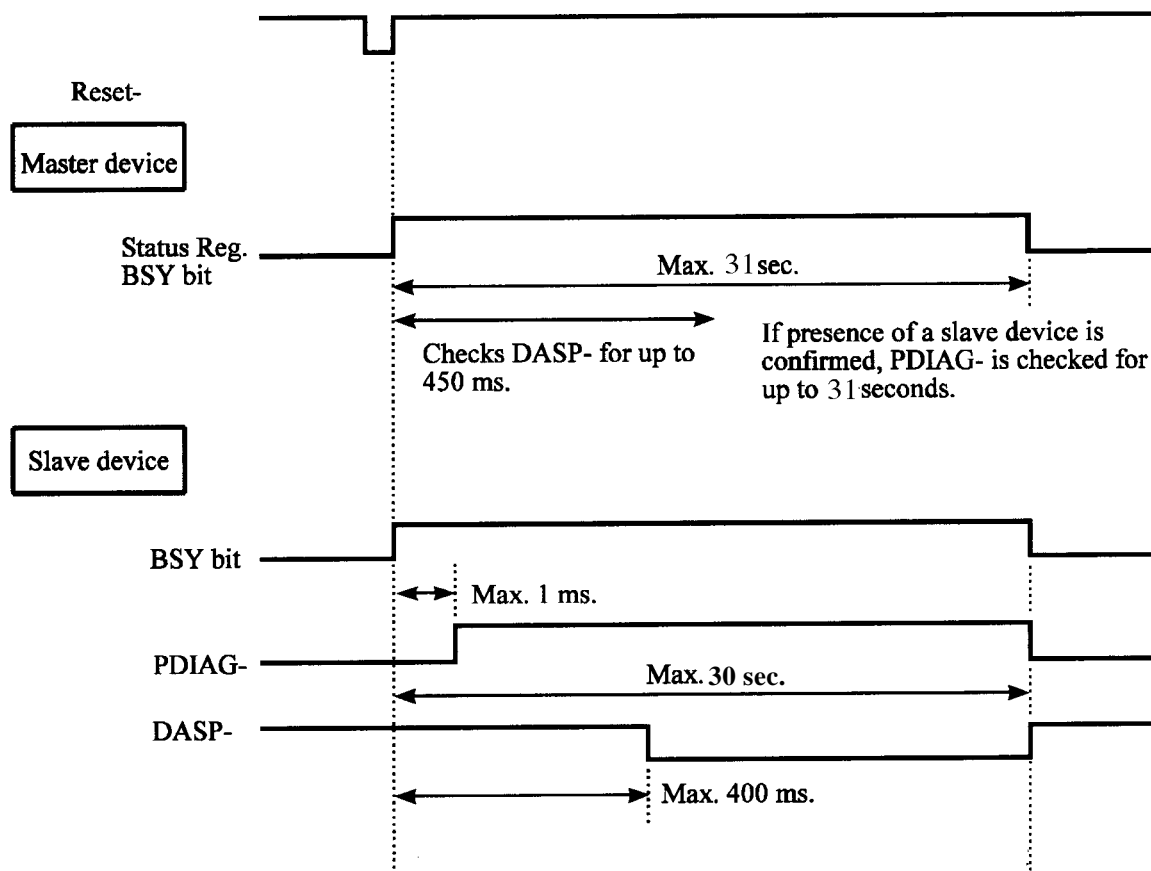 Reset-
Master device
Status Reg.
BSY bit
Max. 31 sec.
Checks DASP- for up to
450 ms.
If presence of a slave device is
confirmed, PDIAG- is checked for
up to 31 seconds.
Slave device
BSY bit
Max. 1 ms.
PDIAG-
Max. 30 sec.
DASP-
Max. 400 ms.